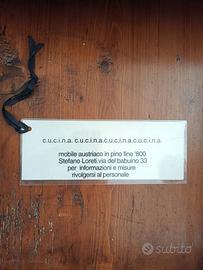 c.u.c.i.n.a. c.u.c.i.n.a.c.u.c.i.n.a.c.u.c.i.n.a.
mobile austriaco in pino fine '800
Stefano Loreti.via del babuino 33
per informazioni e misure
rivolgersi al personale
subito